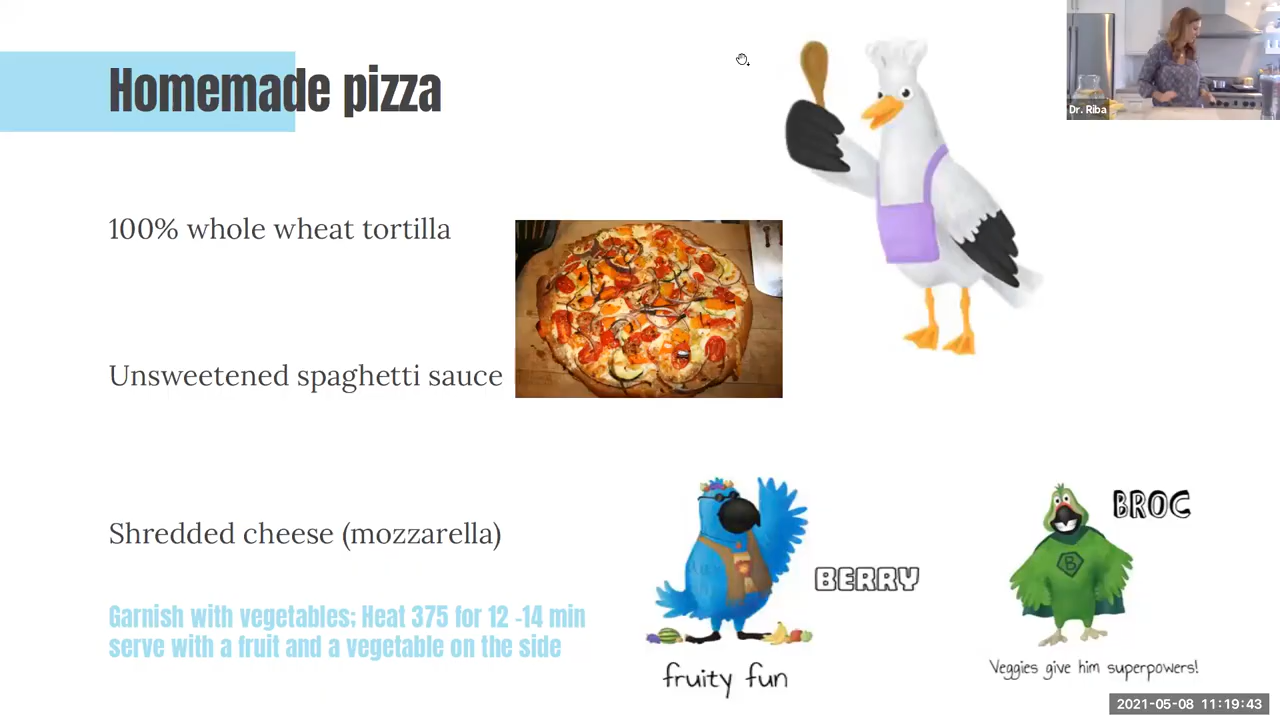 Homemade pizza
Dr. Riba
100% whole wheat tortilla
Unsweetened spaghetti sauce
Shredded cheese (mozzarella)
Garnish with vegetables; Heat 375 for 12 -14 min
serve with a fruit and a vegetable on the side
BERRY
fruity fun
BROC
B
Veggies give him superpowers!
2021-05-08 11:19:43